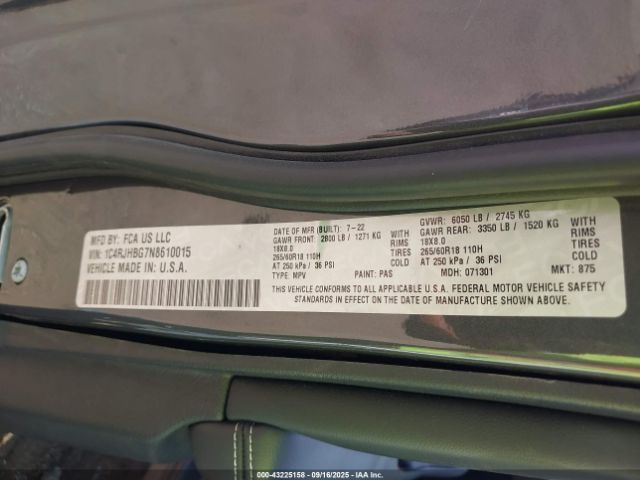 MFD. BY: FCA US LLC
VIN: 1C4RJHBG7N8610015
VEHICLE MADE IN: U.S.A.
DATE OF MFR (BUILT): 7-22
GAWR FRONT: 2800 LB / 1271 KG WITH
18X8.0 RIMS
265/60R18 110H TIRES
AT 250 kPa / 36 PSI COLD
TYPE: MPV PAINT: PAS
GVWR: 6050 LB / 2745 KG
GAWR REAR: 3350 LB / 1520 KG WITH
18X8.0 RIMS
265/60R18 110H TIRES
AT 250 kPa / 36 PSI COLD
MDH: 071301 MKT: 875
THIS VEHICLE CONFORMS TO ALL APPLICABLE U.S.A. FEDERAL MOTOR VEHICLE SAFETY
STANDARDS IN EFFECT ON THE DATE OF MANUFACTURE SHOWN ABOVE.
000-43225158 - 09/16/2025 - IAA Inc.